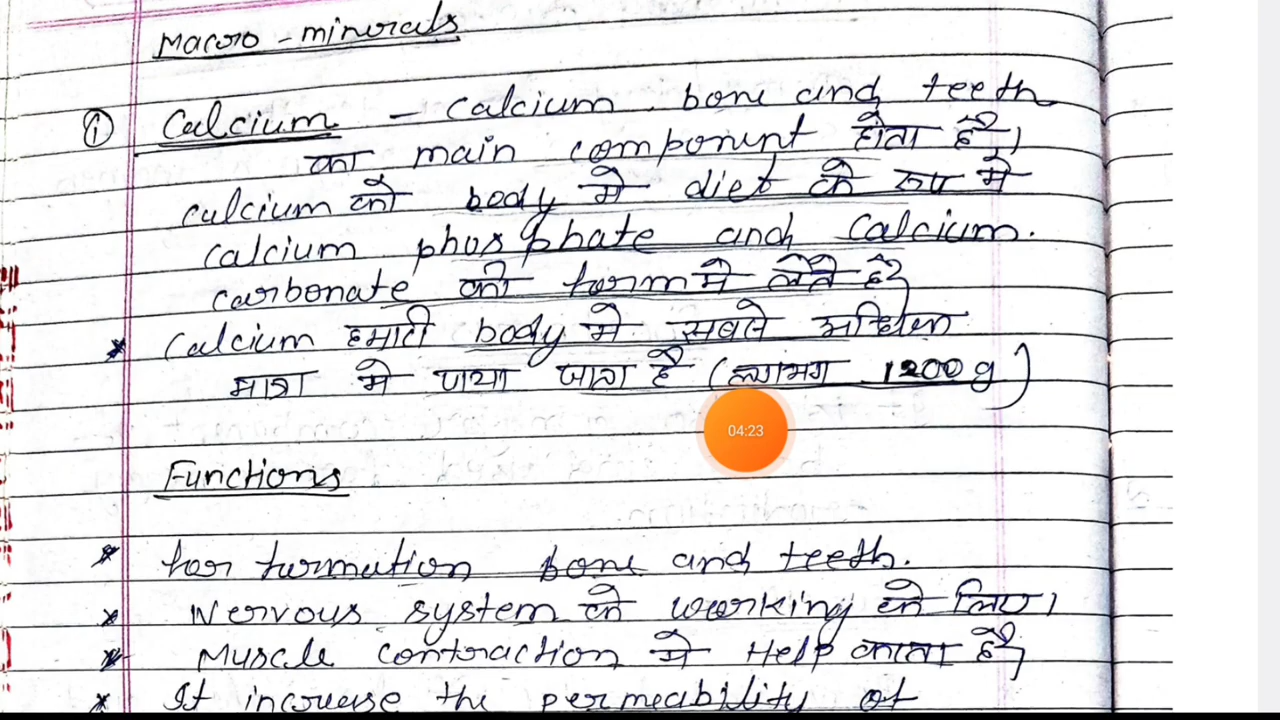 Macro - minerals
① Calcium - Calcium bone and teeth
का main component होता है।
calcium को body मे diet के रूप मे
calcium phosphate and Calcium.
carbonate की form मे लेते है
* Calcium हमारी body मे सबसे अधिक
मात्रा मे पाया जाता है (लगभग 1200g)
04:23
Functions
* for formation bone and teeth.
* Nervous system के working के लिए।
* Muscle contraction मे Help करता है
* It increase the permeability of